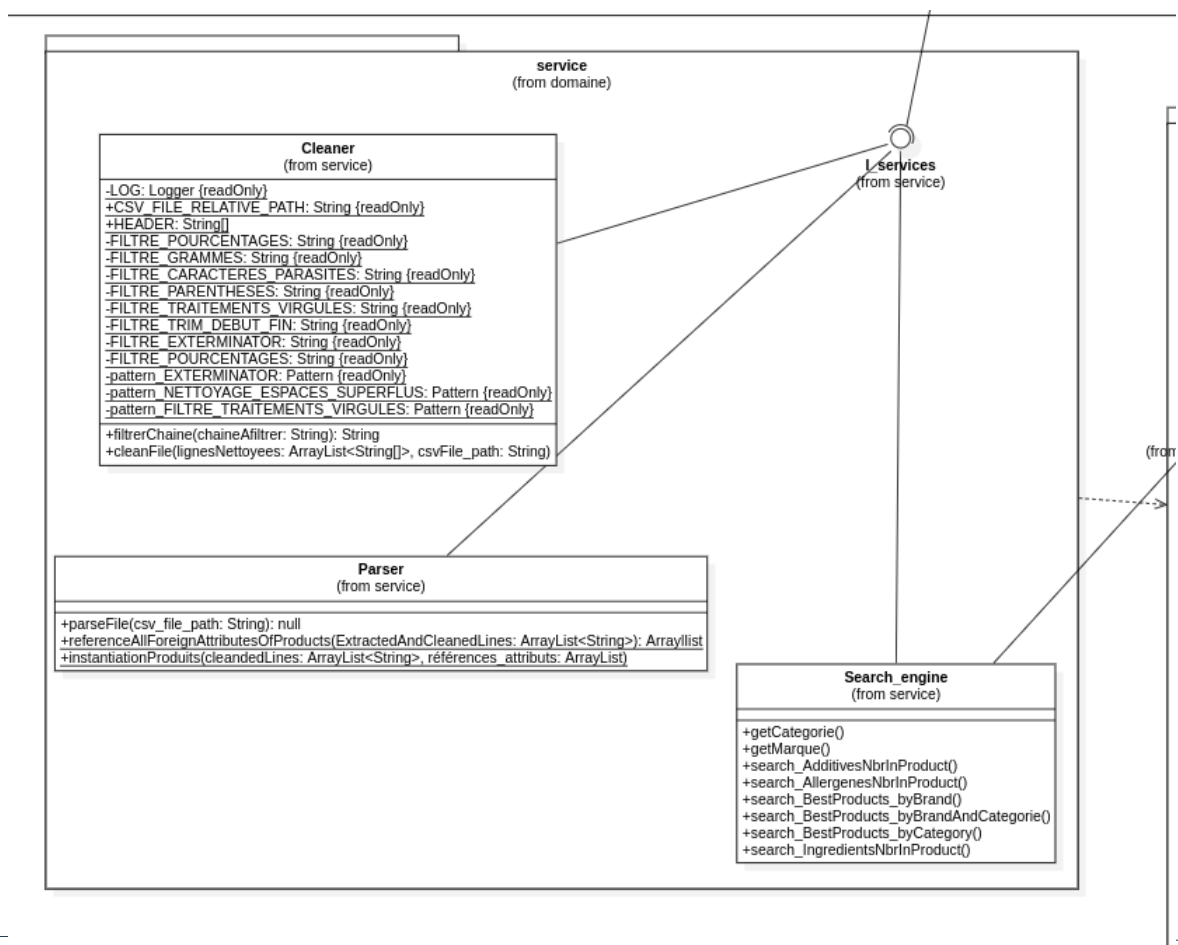 service
(from domaine)
I_services
(from service)
Cleaner
(from service)
-LOG: Logger {readOnly}
+CSV_FILE_RELATIVE_PATH: String {readOnly}
+HEADER: String[]
-FILTRE_POURCENTAGES: String {readOnly}
-FILTRE_GRAMMES: String {readOnly}
-FILTRE_CARACTERES_PARASITES: String {readOnly}
-FILTRE_PARENTHESES: String {readOnly}
-FILTRE_TRAITEMENTS_VIRGULES: String {readOnly}
-FILTRE_TRIM_DEBUT_FIN: String {readOnly}
-FILTRE_EXTERMINATOR: String {readOnly}
-FILTRE_POURCENTAGES: String {readOnly}
-pattern_EXTERMINATOR: Pattern {readOnly}
-pattern_NETTOYAGE_ESPACES_SUPERFLUS: Pattern {readOnly}
-pattern_FILTRE_TRAITEMENTS_VIRGULES: Pattern {readOnly}
+filtrerChaine(chaineAfiltrer: String): String
+cleanFile(lignesNettoyees: ArrayList<String[]>, csvFile_path: String)
(from
Parser
(from service)
+parseFile(csv_file_path: String): null
+referenceAllForeignAttributesOfProducts(ExtractedAndCleanedLines: ArrayList<String>): Arrayllist
+instantiationProduits(cleandedLines: ArrayList<String>, références_attributs: ArrayList)
Search_engine
(from service)
+getCategorie()
+getMarque()
+search_AdditivesNbrInProduct()
+search_AllergenesNbrInProduct()
+search_BestProducts_byBrand()
+search_BestProducts_byBrandAndCategorie()
+search_BestProducts_byCategory()
+search_IngredientsNbrInProduct()